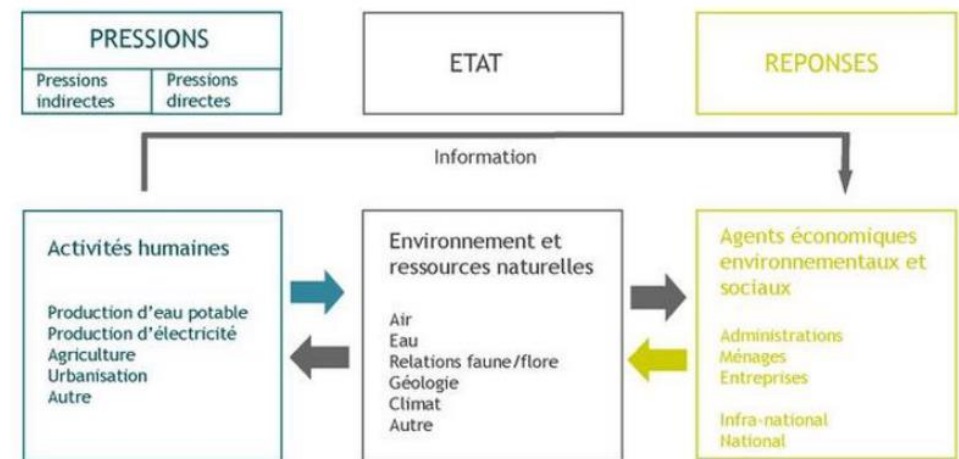 PRESSIONS
Pressions
indirectes
Pressions
directes
ETAT
REPONSES
Information
Activités humaines
Production d'eau potable
Production d'électricité
Agriculture
Urbanisation
Autre
Environnement et
ressources naturelles
Air
Eau
Relations faune/flore
Géologie
Climat
Autre
Agents économiques
environnementaux et
sociaux
Administrations
Ménages
Entreprises
Infra-national
National